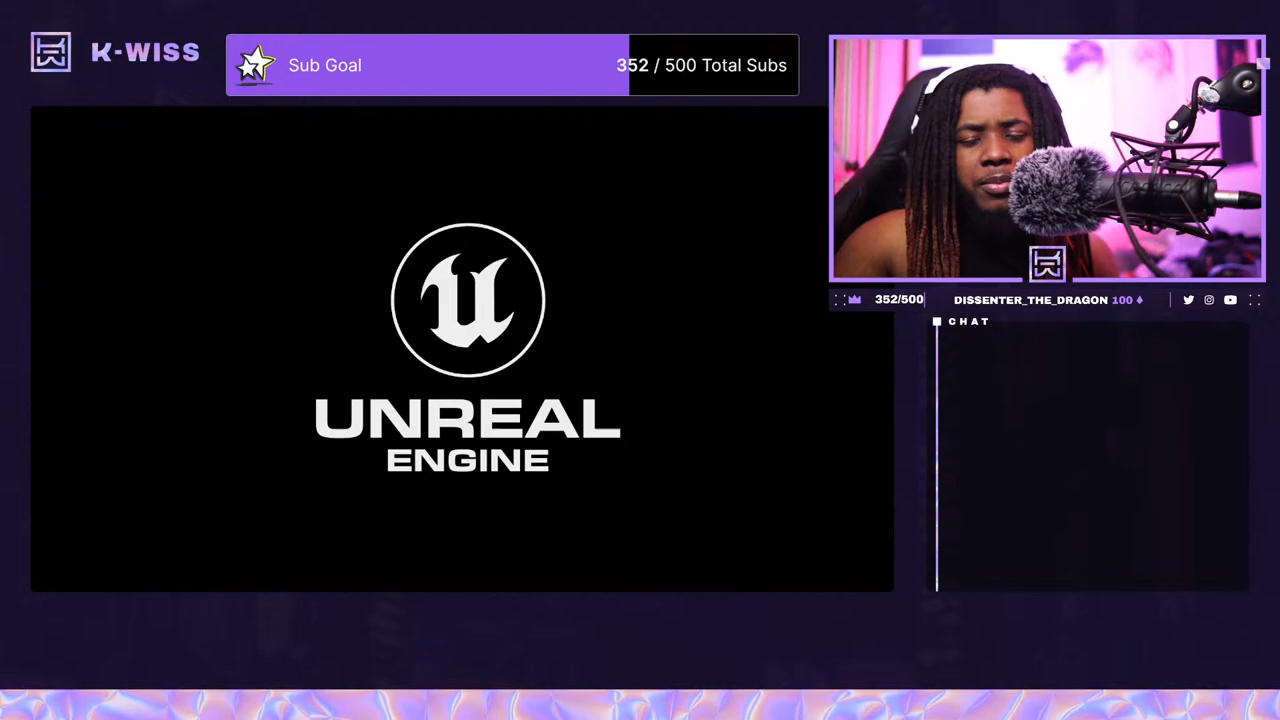 K-WISS
Sub Goal
352 / 500 Total Subs
UNREAL
ENGINE
352/500
DISSENTER_THE_DRAGON 100
CHAT